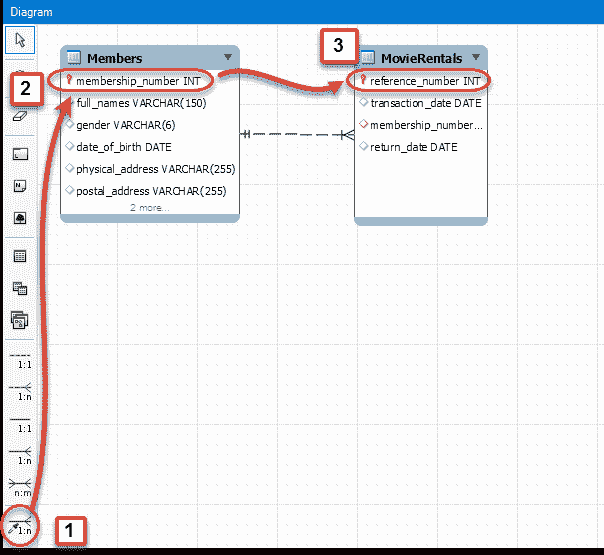 Diagram
Members
membership_number INT
full_names VARCHAR(150)
gender VARCHAR(6)
date_of_birth DATE
physical_address VARCHAR(255)
postal_address VARCHAR(255)
2 more...
MovieRentals
reference_number INT
transaction_date DATE
membership_number...
return_date DATE
1:1
1:n
1:1
1:n
n:m
1:n
1
2
3